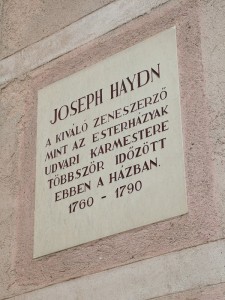 JOSEPH HAYDN
A KIVÁLÓ ZENESZERZŐ
MINT AZ ESTERHÁZYAK
UDVARI KARMESTERE
TÖBBSZÖR IDŐZÖTT
EBBEN A HÁZBAN.
1760 - 1790